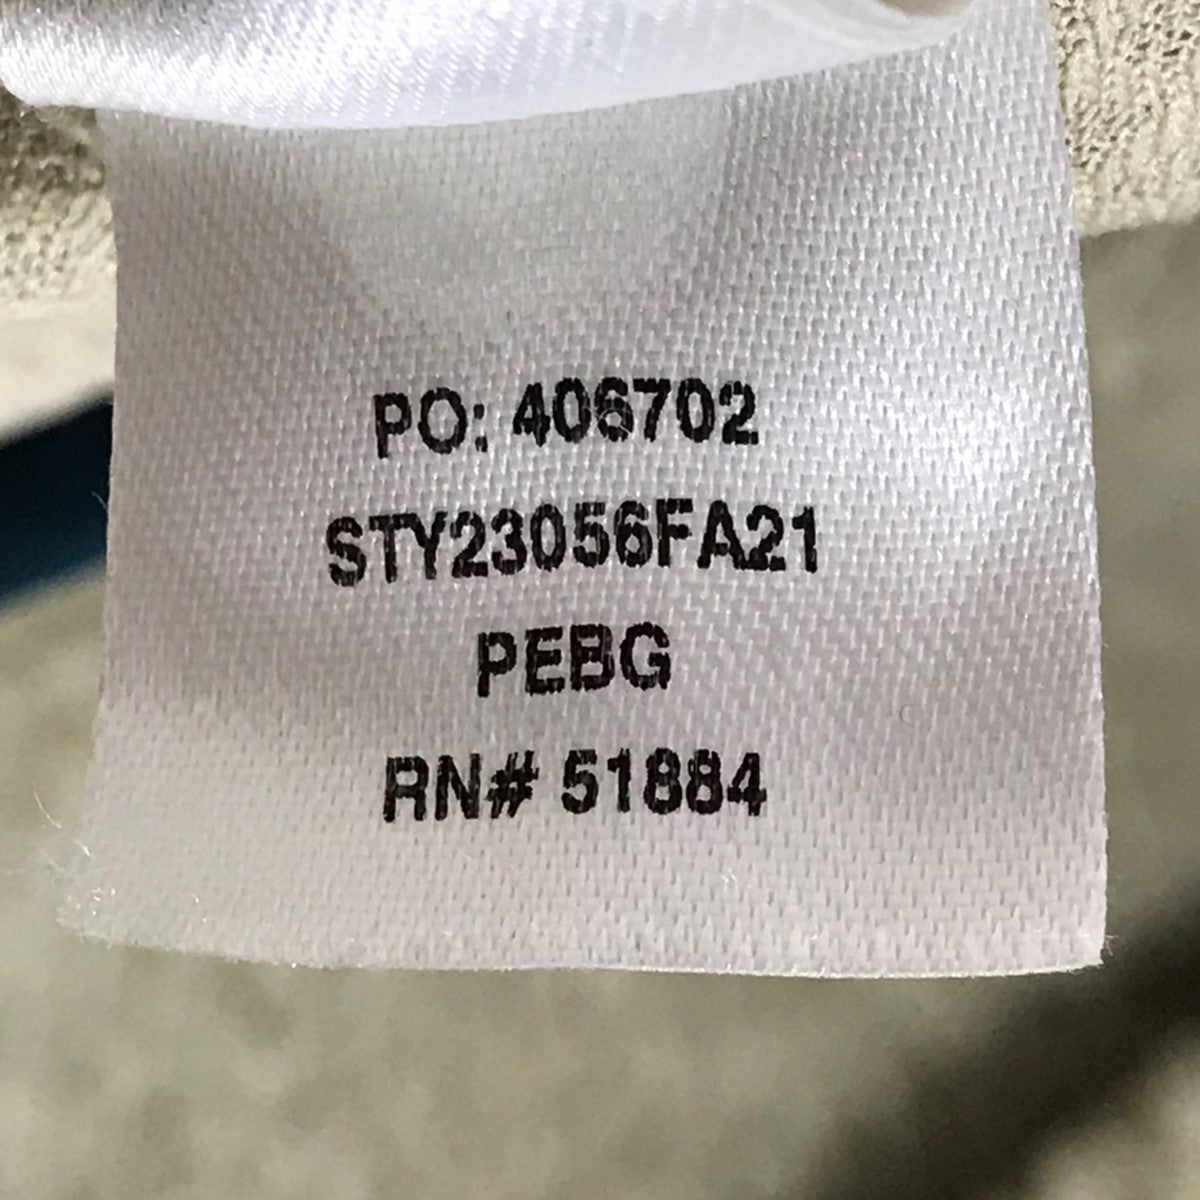 PO: 406702
STY23056FA21
PEBG
RN# 51884